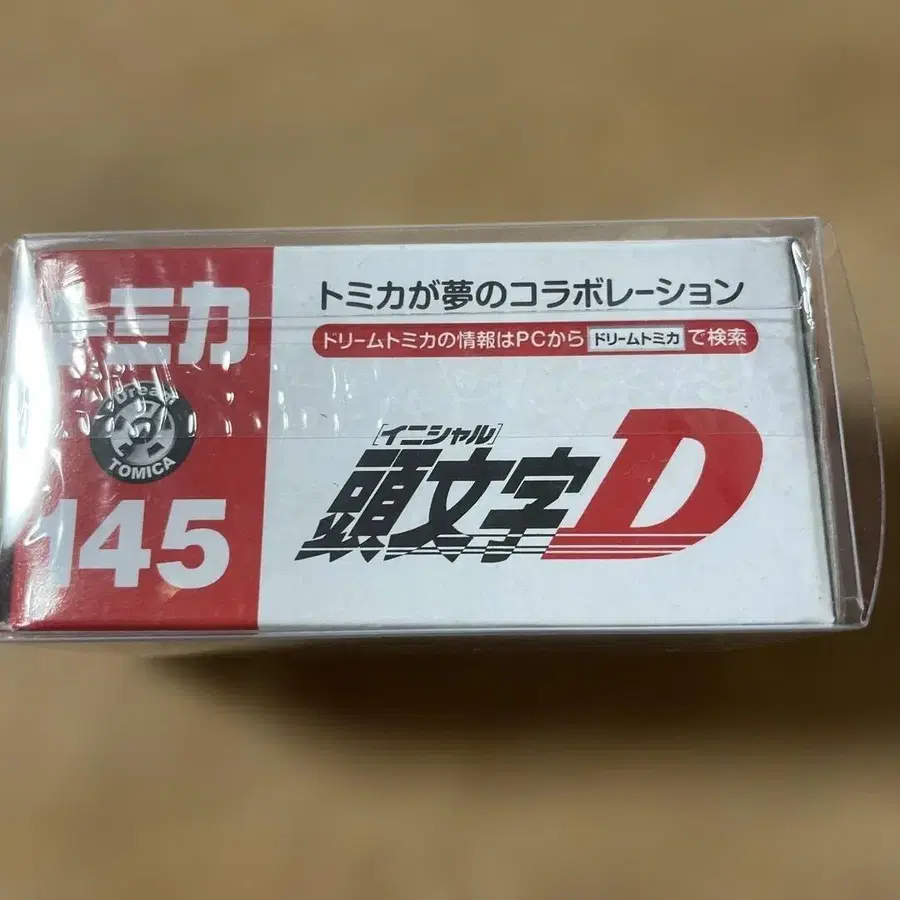 トミカ
Dream
TOMICA
145
トミカが夢のコラボレーション
ドリームトミカの情報はPCから ドリームトミカ で検索
[イニシャル]
頭文字D